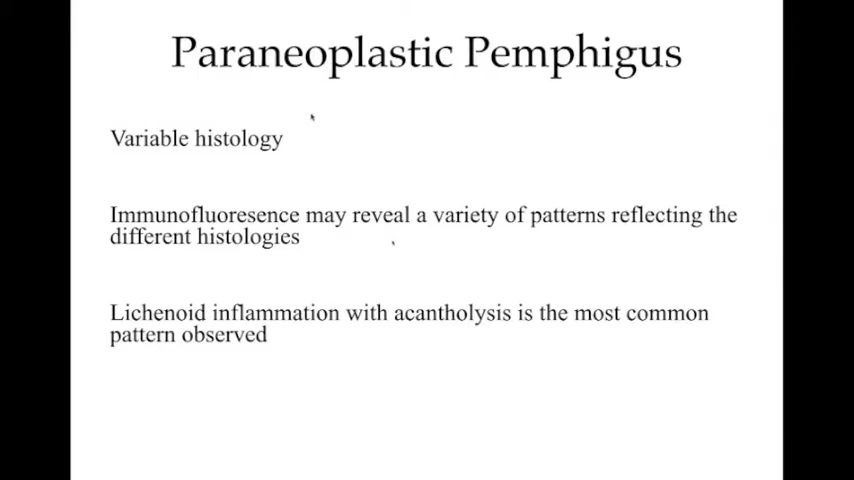 Paraneoplastic Pemphigus
Variable histology
Immunofluoresence may reveal a variety of patterns reflecting the
different histologies
Lichenoid inflammation with acantholysis is the most common
pattern observed